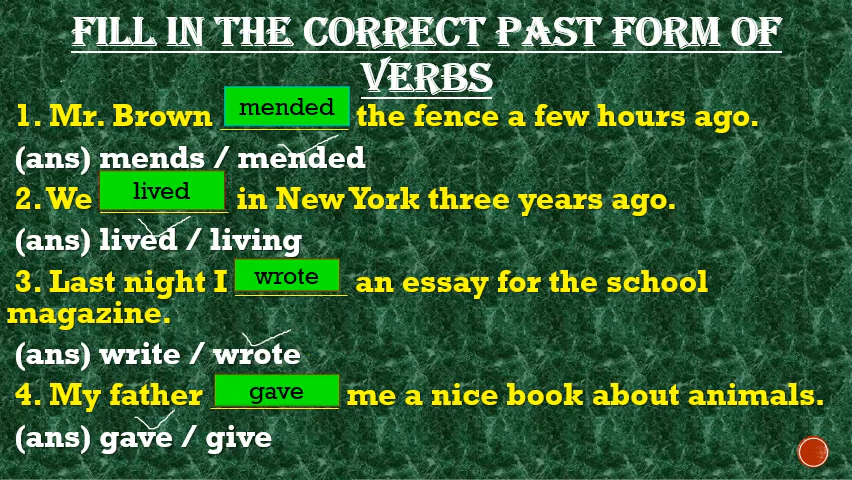 FILL IN THE CORRECT PAST FORM OF
VERBS
1. Mr. Brown mended the fence a few hours ago.
(ans) mends / mended
2. We lived in New York three years ago.
(ans) lived / living
3. Last night I wrote an essay for the school
magazine.
(ans) write / wrote
4. My father gave me a nice book about animals.
(ans) gave / give